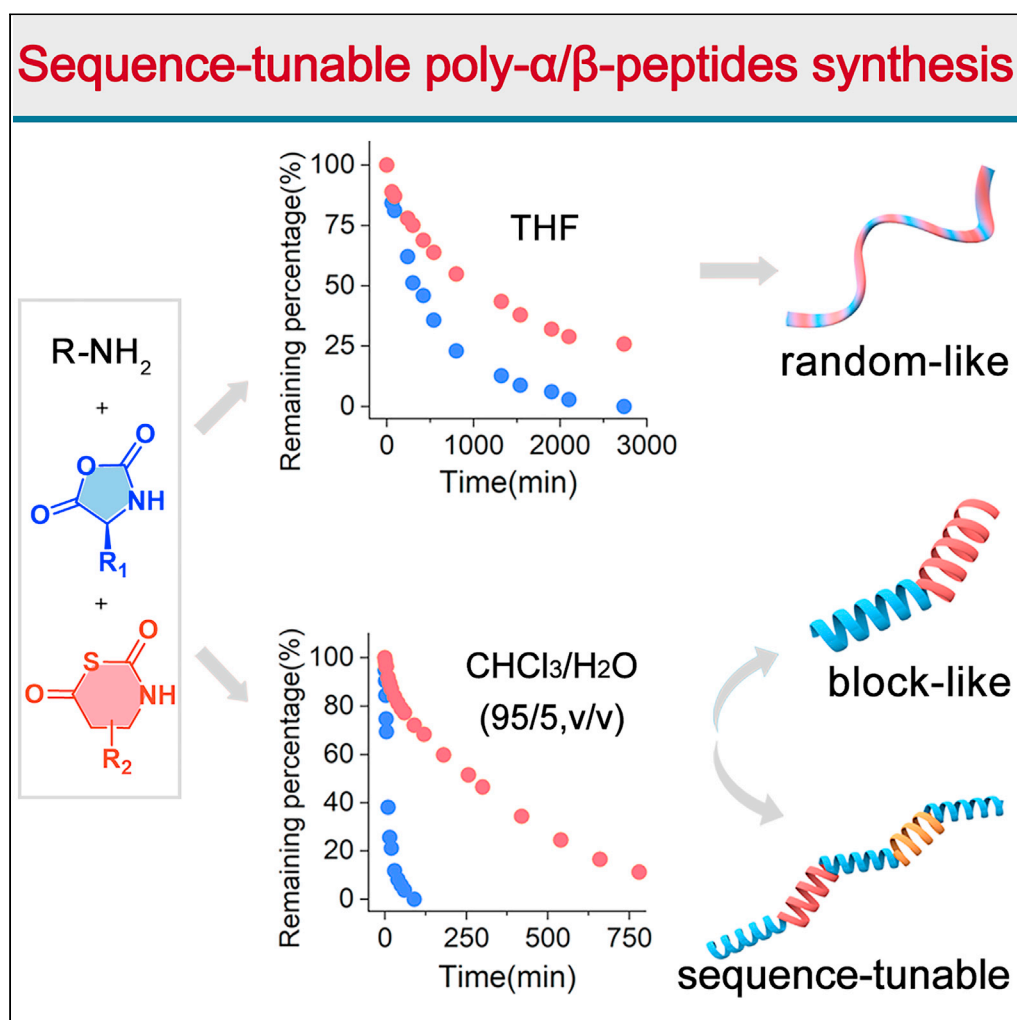 Sequence-tunable poly-α/β-peptides synthesis
R-NH₂
+
O
O
O
NH
R₁
+
O
S
O
NH
R₂
Remaining percentage(%)
100
75
50
25
0
THF
0 1000 2000 3000
Time(min)
random-like
Remaining percentage(%)
100
80
60
40
20
0
CHCl₃/H₂O
(95/5,v/v)
0 250 500 750
Time(min)
block-like
sequence-tunable